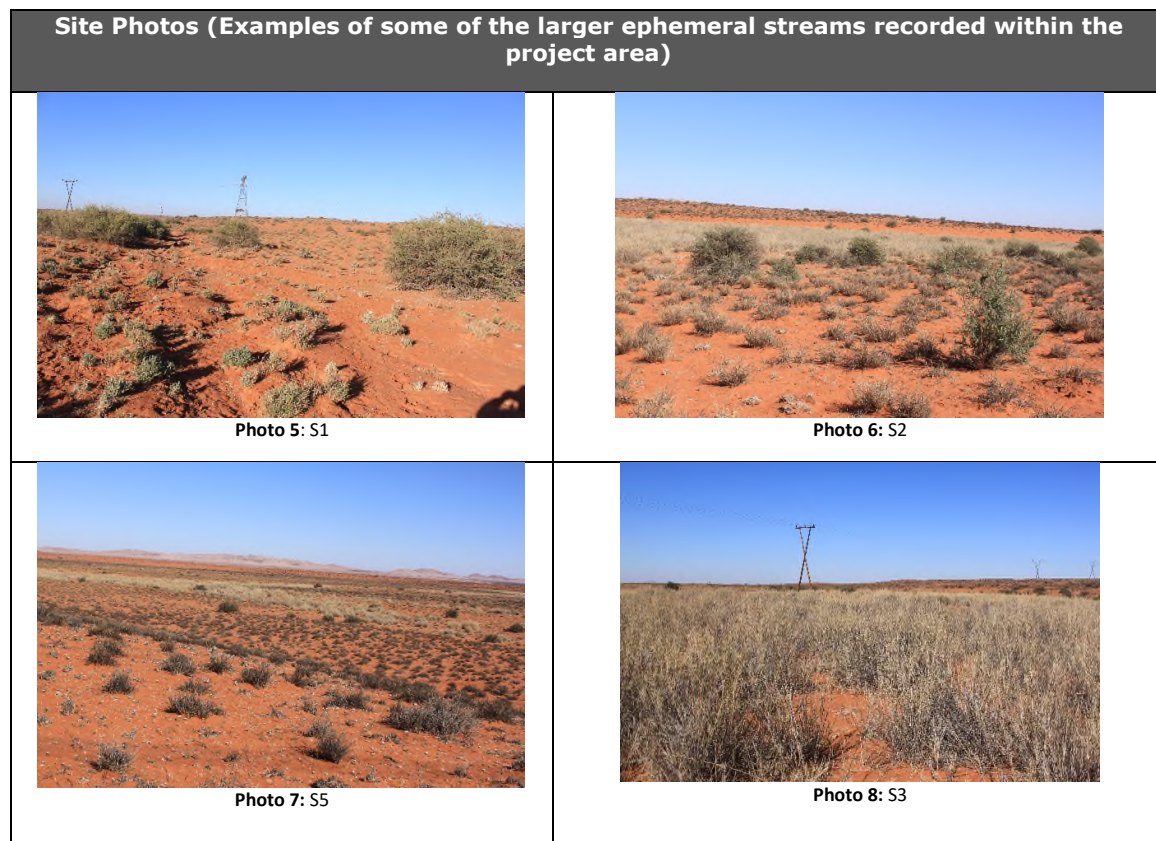 Site Photos (Examples of some of the larger ephemeral streams recorded within the
project area)
Photo 5: S1
Photo 6: S2
Photo 7: S5
Photo 8: S3